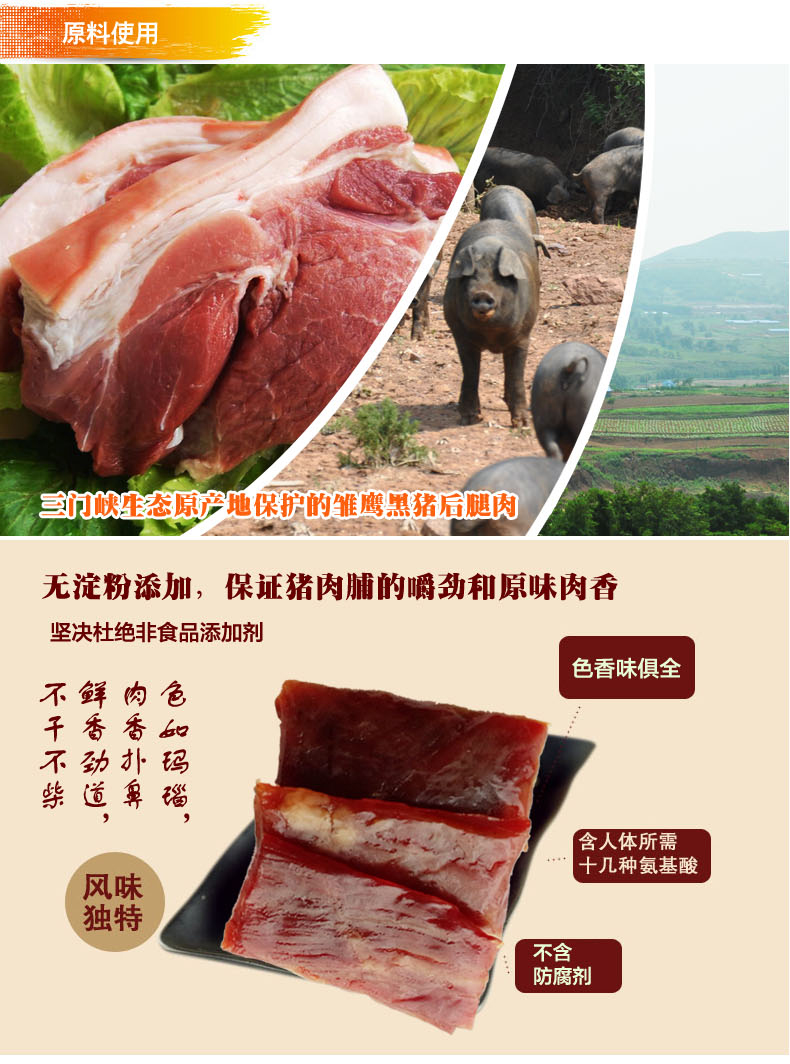 原料使用
三门峡生态原产地保护的雏鹰黑猪后腿肉
无淀粉添加，保证猪肉脯的嚼劲和原味肉香
坚决杜绝非食品添加剂
色如玛瑙，
肉香扑鼻
鲜香劲道，
不干不柴
色香味俱全
含人体所需
十几种氨基酸
风味
独特
不含
防腐剂